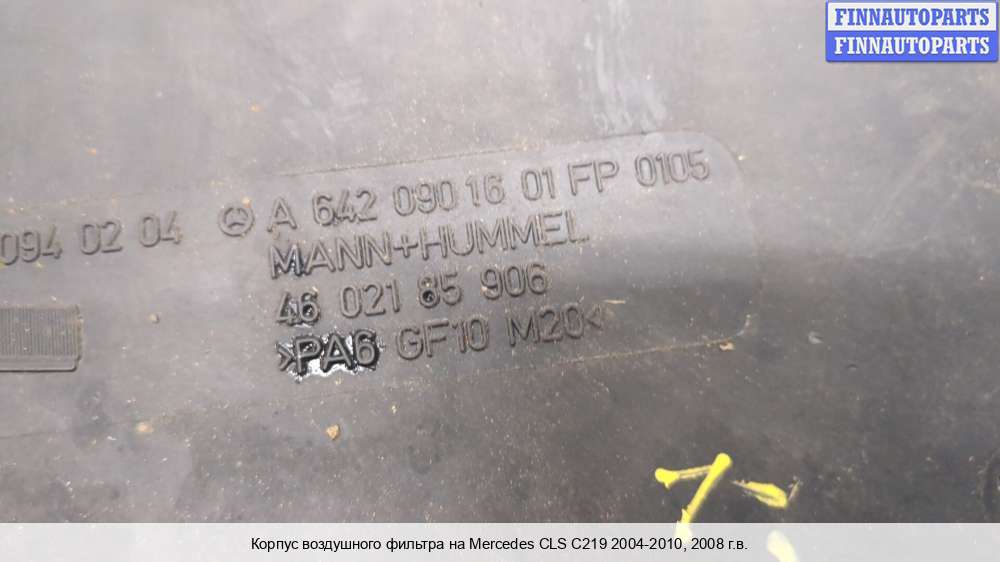 FINNAUTOPARTS
FINNAUTOPARTS
094 02 04 A 642 090 16 01 FP 0105
MANN+HUMMEL
46 021 85 906
>PA6 GF10 M20<
Корпус воздушного фильтра на Mercedes CLS C219 2004-2010, 2008 г.в.